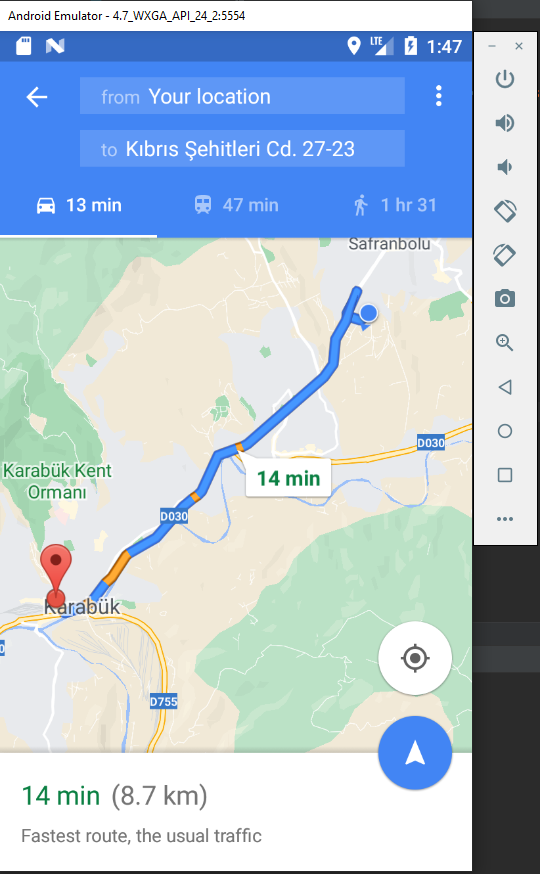 Android Emulator - 4.7_WXGA_API_24_2:5554
LTE 1:47
from Your location
to Kıbrıs Şehitleri Cd. 27-23
13 min 47 min 1 hr 31
Safranbolu
D030
Karabük Kent
Ormanı
14 min
D030
Karabük
0
D755
14 min (8.7 km)
Fastest route, the usual traffic